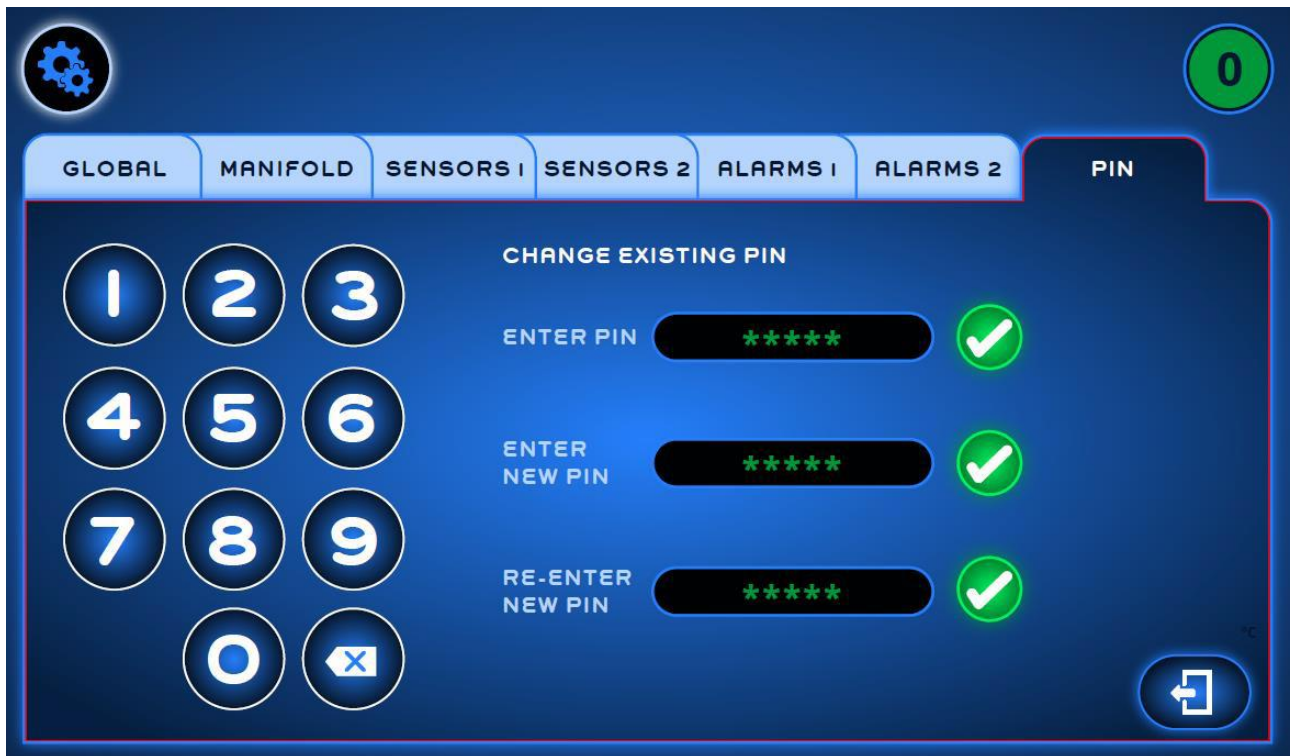 0
GLOBAL MANIFOLD SENSORS 1 SENSORS 2 ALARMS 1 ALARMS 2 PIN
CHANGE EXISTING PIN
1 2 3
ENTER PIN *****
4 5 6
ENTER
NEW PIN *****
7 8 9
RE-ENTER
NEW PIN *****
0
°C